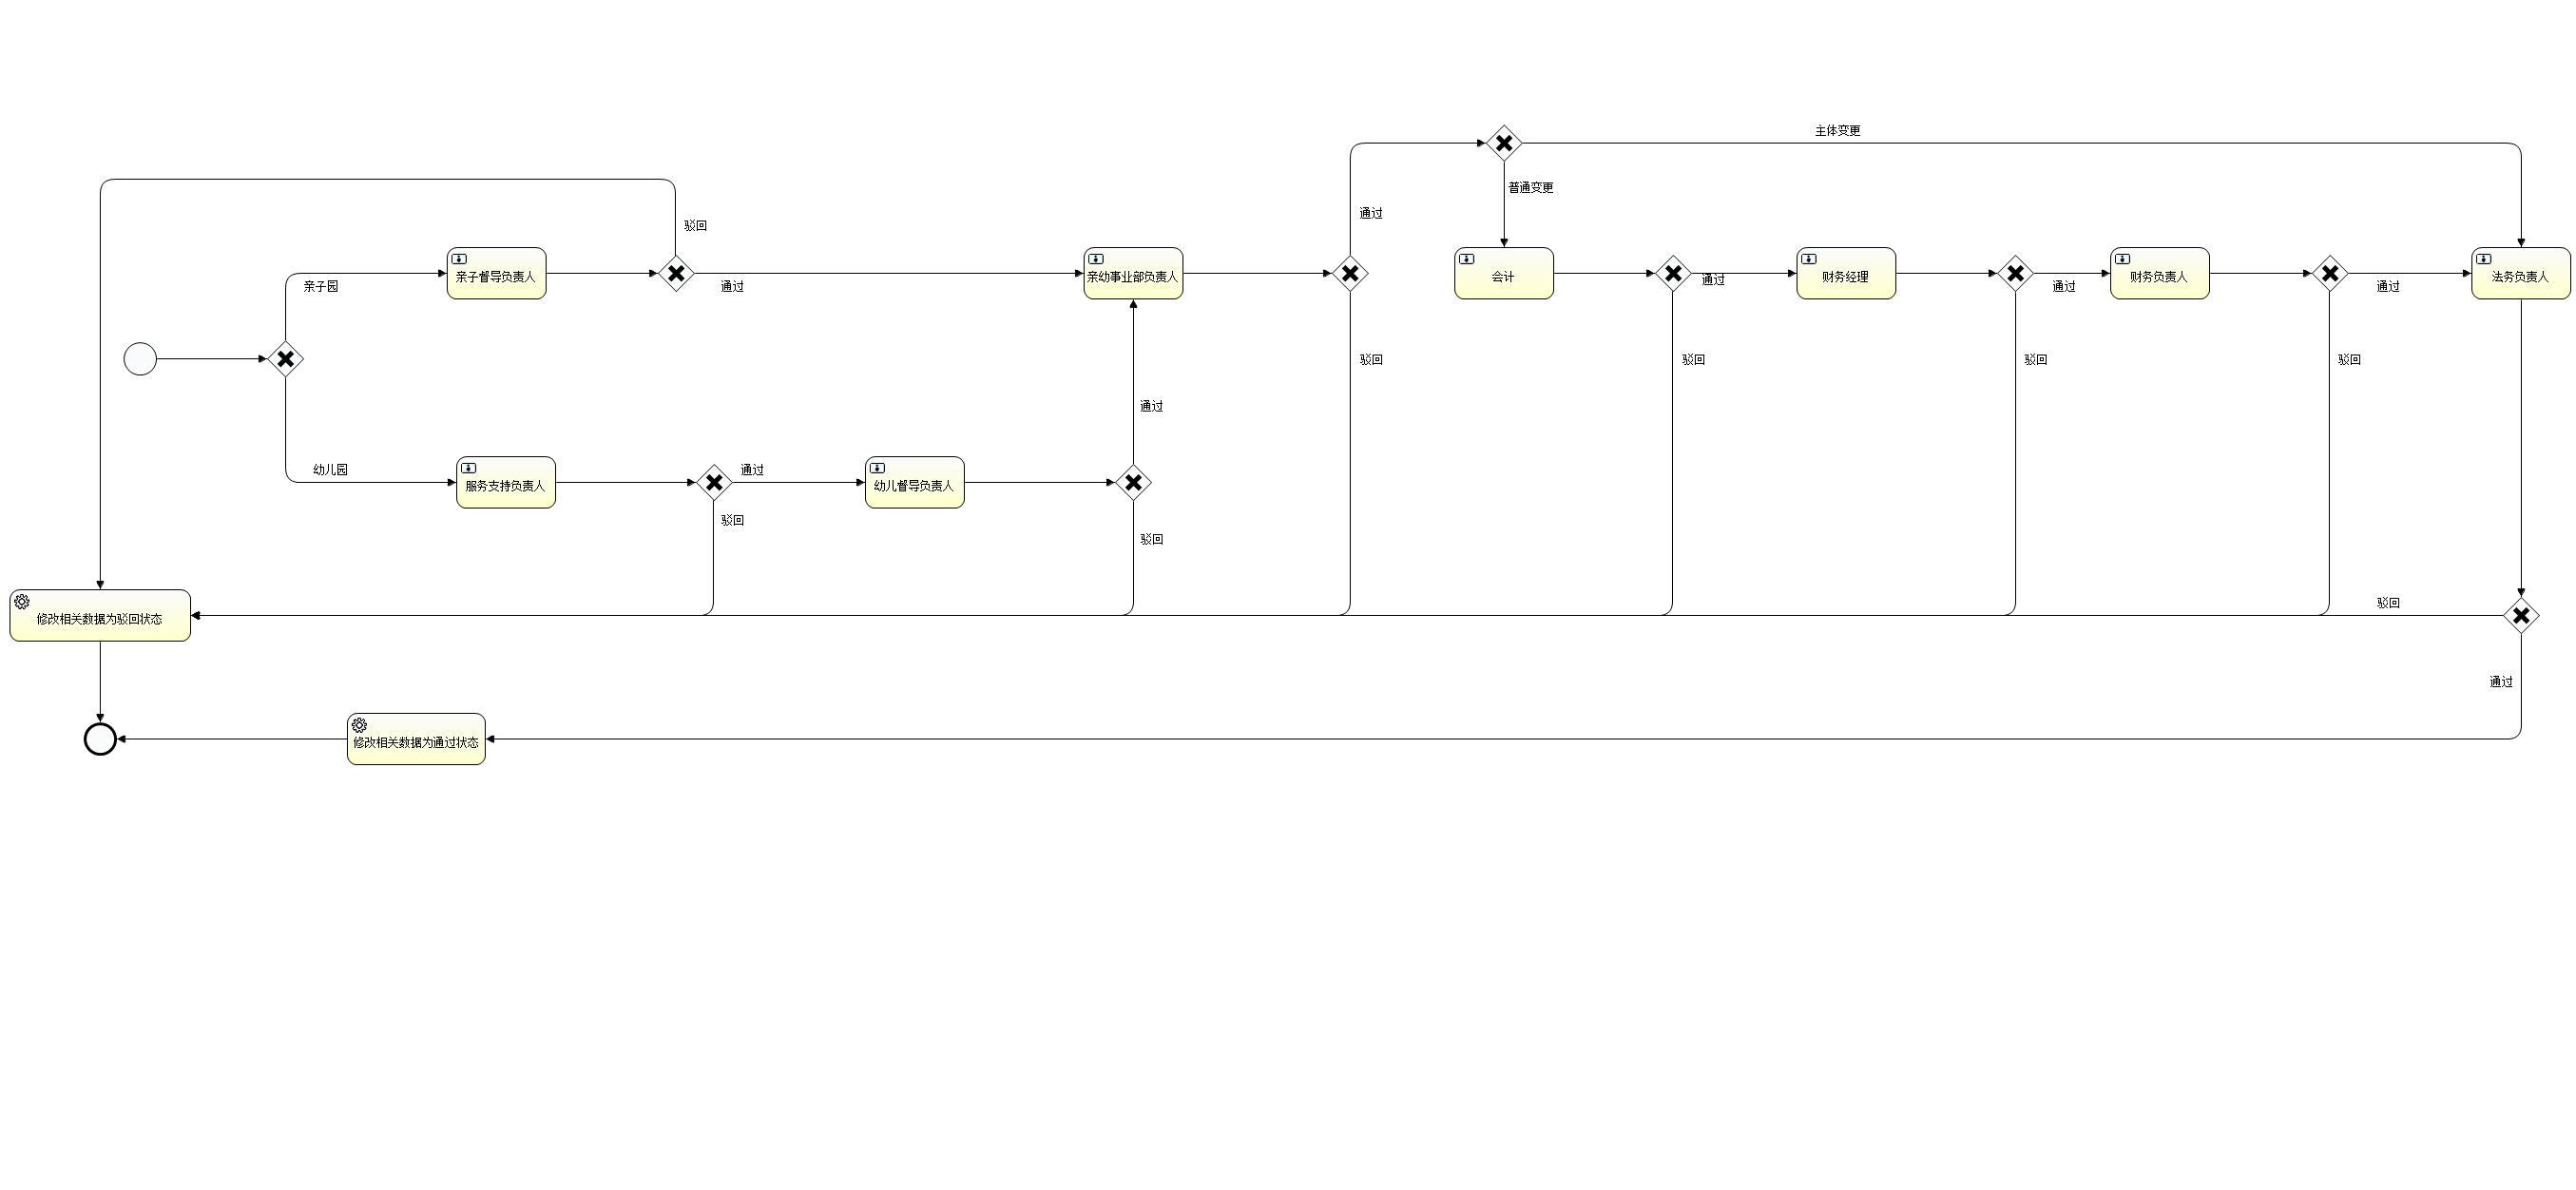 主体变更
普通变更
通过
驳回
亲子督导负责人
亲幼事业部负责人
会计
财务经理
财务负责人
法务负责人
亲子园
通过
通过
通过
通过
驳回
驳回
驳回
驳回
通过
幼儿园
服务支持负责人
通过
幼儿督导负责人
驳回
驳回
修改相关数据为驳回状态
驳回
通过
修改相关数据为通过状态